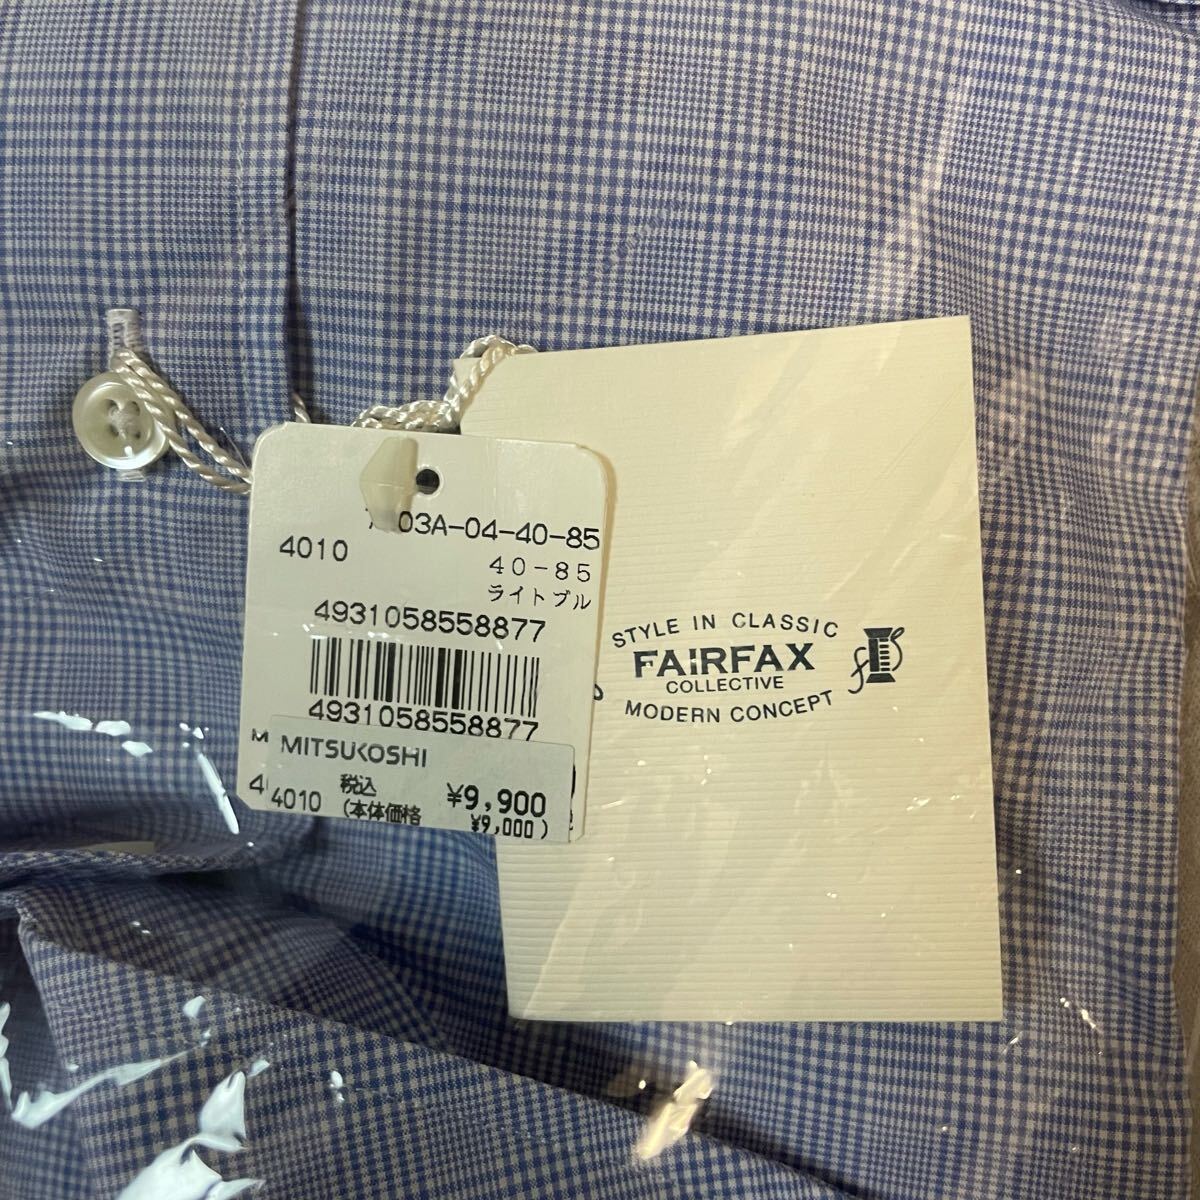 03A-04-40-85
4010
40-85
ライトブル
4931058558877
4931058558877
MITSUKOSHI
税込 ¥9,900
4010 (本体価格 ¥9,000)
STYLE IN CLASSIC
FAIRFAX
COLLECTIVE
MODERN CONCEPT